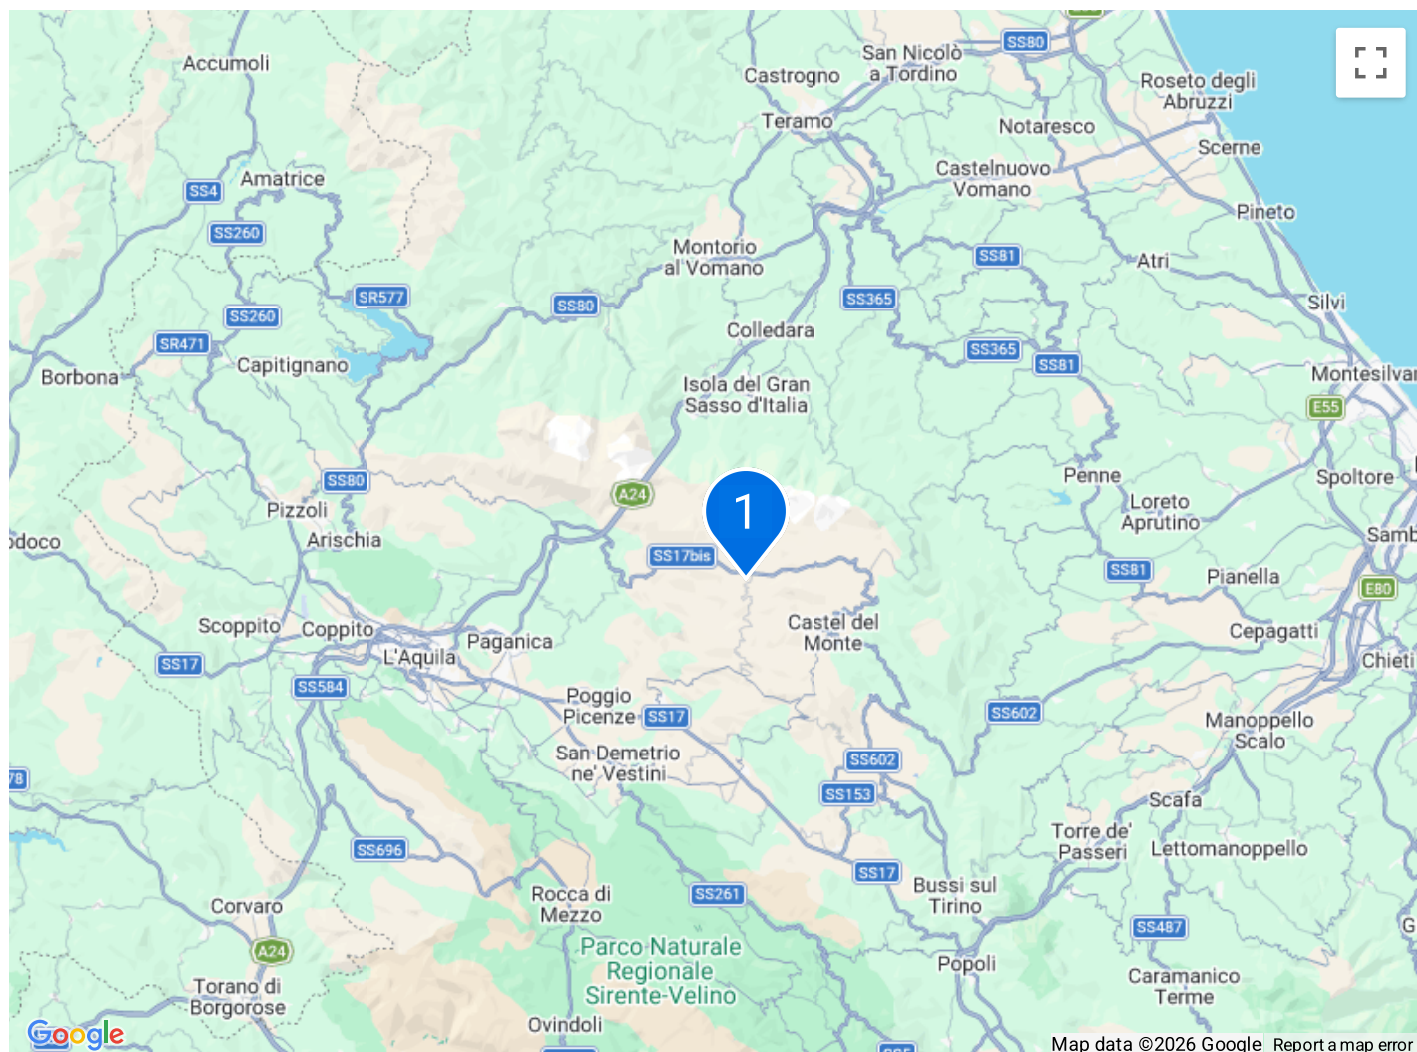 Accumoli
SS80
San Nicolò
a Tordino
Castrogno
Roseto degli
Abruzzi
Teramo
Notaresco
Scerne
SS4
Amatrice
Castelnuovo
Vomano
SS260
Pineto
Montorio
al Vomano
SS81
Atri
SR577
SS80
SS365
Silvi
SS260
Colledara
SR471
SS365
SS81
Capitignano
Borbona
Isola del Gran
Sasso d'Italia
Montesilvar
E55
SS80
A24
Penne
Spoltore
Pizzoli
1
Loreto
Aprutino
Arischia
odoco
Samb
SS17bis
SS81
Pianella
E80
Scoppito
Coppito
Paganica
Castel del
Monte
Cepagatti
L'Aquila
SS17
Chieti
SS584
Poggio
Picenze
SS17
SS602
Manoppello
Scalo
San Demetrio
ne' Vestini
SS602
78
SS153
Scafa
Torre de'
Passeri
Lettomanoppello
SS696
SS17
Rocca di
Mezzo
SS261
Bussi sul
Tirino
Corvaro
SS487
G
A24
Parco Naturale
Regionale
Sirente-Velino
Popoli
Torano di
Borgorose
Caramanico
Terme
Ovindoli
Google
Map data ©2026 Google
Report a map error